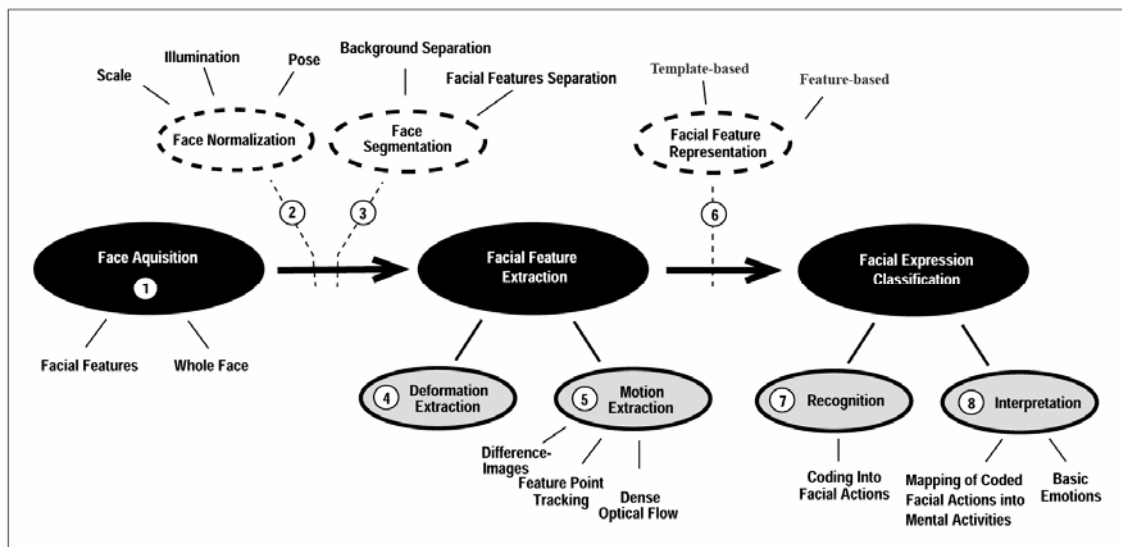 Scale
Illumination
Pose
Background Separation
Facial Features Separation
Template-based
Feature-based
Face Normalization
Face
Segmentation
Facial Feature
Representation
2
3
6
Face Aquisition
1
Facial Feature
Extraction
Facial Expression
Classification
Facial Features
Whole Face
4
Deformation
Extraction
5
Motion
Extraction
7
Recognition
8
Interpretation
Difference-
Images
Feature Point
Tracking
Dense
Optical Flow
Coding Into
Facial Actions
Mapping of Coded
Facial Actions into
Mental Activities
Basic
Emotions